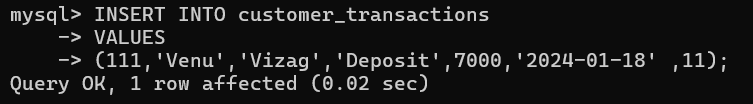 mysql> INSERT INTO customer_transactions
    -> VALUES
    -> (111,'Venu','Vizag','Deposit',7000,'2024-01-18' ,11);
Query OK, 1 row affected (0.02 sec)